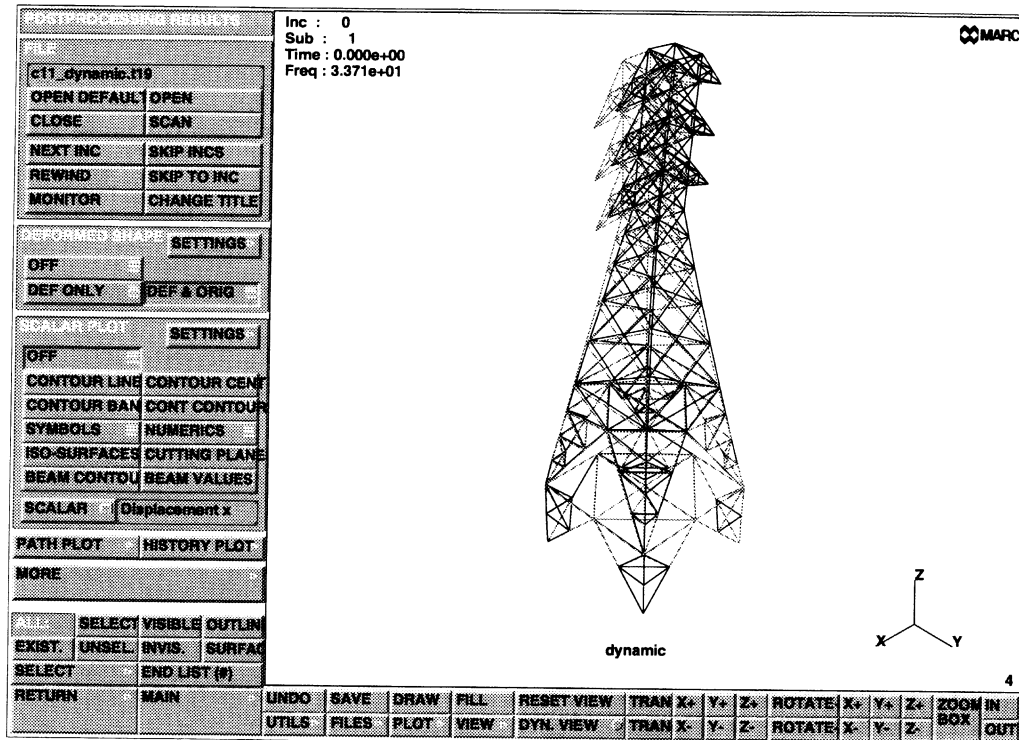 POSTPROCESSING RESULTS
FILE
c11_dynamic.t19
OPEN DEFAULT OPEN
CLOSE SCAN
NEXT INC SKIP INCS
REWIND SKIP TO INC
MONITOR CHANGE TITLE
DEFORMED SHAPE SETTINGS
OFF
DEF ONLY DEF & ORIG
SCALAR PLOT SETTINGS
OFF
CONTOUR LINE CONTOUR CENT
CONTOUR BAN CONT CONTOUR
SYMBOLS NUMERICS
ISO-SURFACES CUTTING PLANE
BEAM CONTOU BEAM VALUES
SCALAR Displacement x
PATH PLOT HISTORY PLOT
MORE
ALL: SELECT VISIBLE OUTLIN
EXIST. UNSEL. INVIS. SURFAC
SELECT END LIST (#)
RETURN MAIN
Inc : 0
Sub : 1
Time : 0.000e+00
Freq : 3.371e+01
MARC
Z
X Y
dynamic
4
UNDO SAVE DRAW FILL RESET VIEW TRAN X+ Y+ Z+ ROTATE X+ Y+ Z+ ZOOM IN
UTILS FILES PLOT VIEW DYN. VIEW TRAN X- Y- Z- ROTATE X- Y- Z- BOX OUT